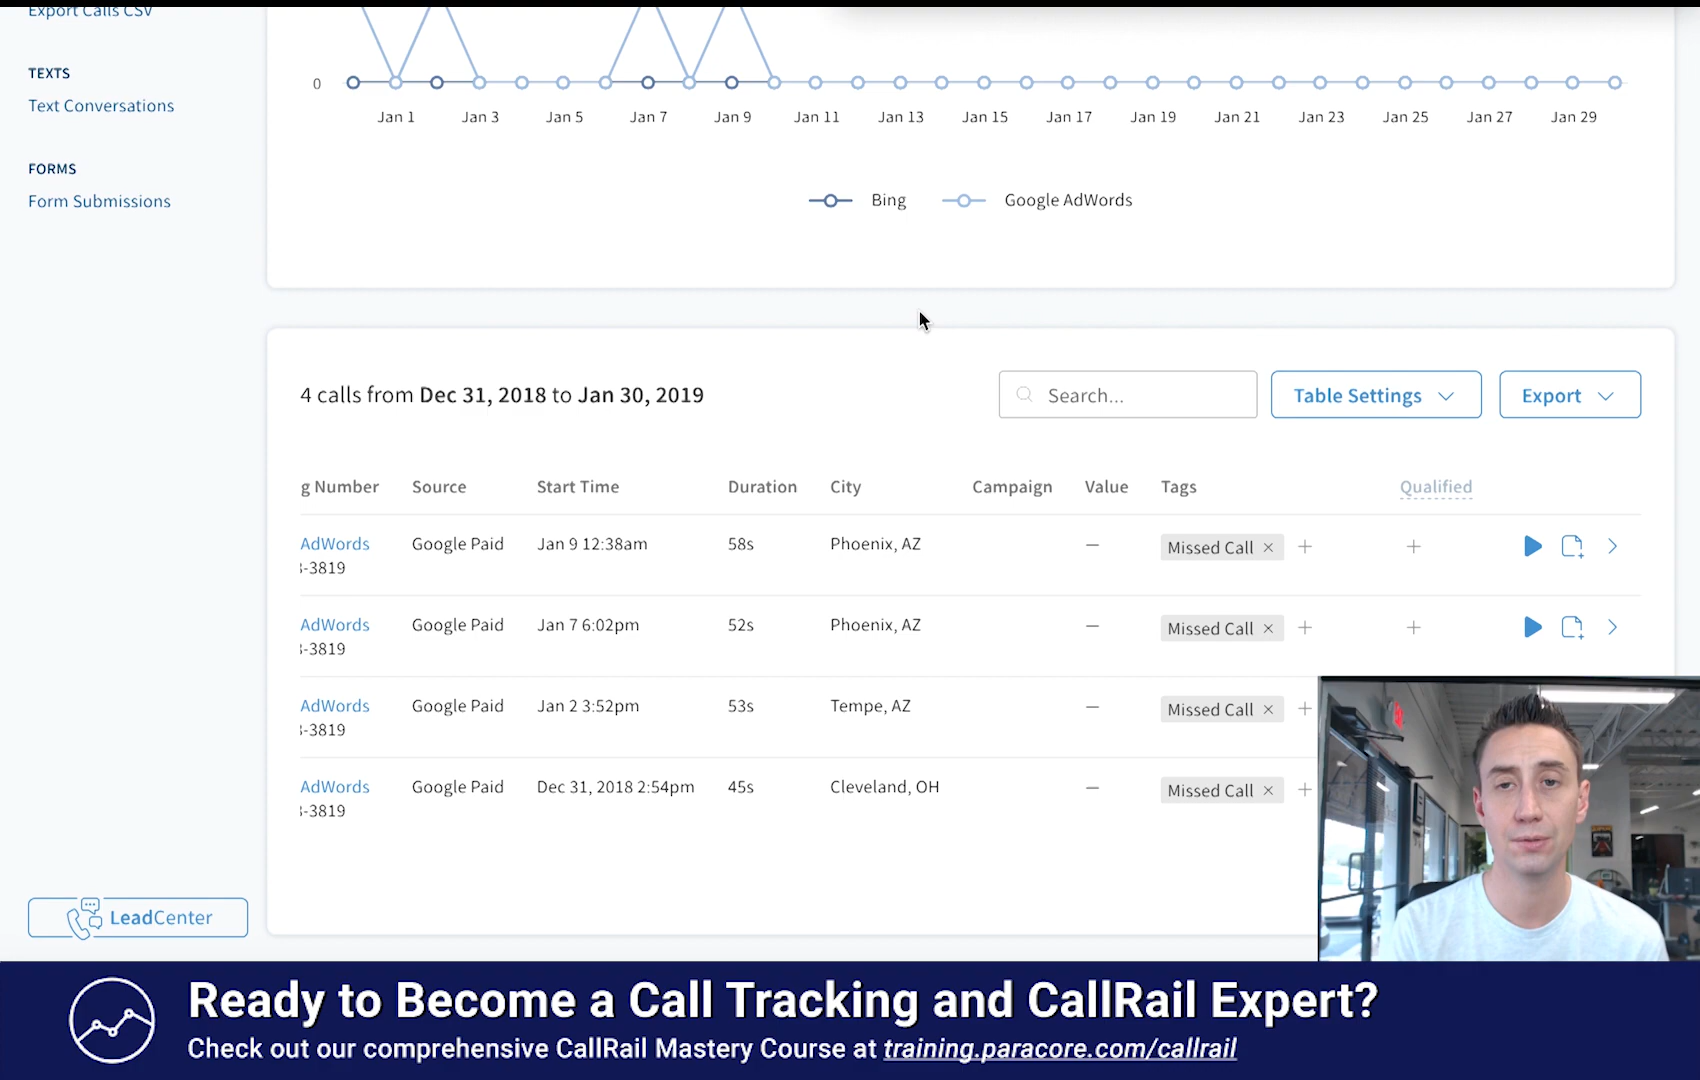 Export Calls CSV
TEXTS
Text Conversations
FORMS
Form Submissions
0
Jan 1 Jan 3 Jan 5 Jan 7 Jan 9 Jan 11 Jan 13 Jan 15 Jan 17 Jan 19 Jan 21 Jan 23 Jan 25 Jan 27 Jan 29
Bing Google AdWords
4 calls from Dec 31, 2018 to Jan 30, 2019
Search...
Table Settings
Export
g Number Source Start Time Duration City Campaign Value Tags Qualified
AdWords Google Paid Jan 9 12:38am 58s Phoenix, AZ — Missed Call × +  +
-3819
AdWords Google Paid Jan 7 6:02pm 52s Phoenix, AZ — Missed Call × + +
-3819
AdWords Google Paid Jan 2 3:52pm 53s Tempe, AZ — Missed Call × +
-3819
AdWords Google Paid Dec 31, 2018 2:54pm 45s Cleveland, OH — Missed Call × +
-3819
LeadCenter
Ready to Become a Call Tracking and CallRail Expert?
Check out our comprehensive CallRail Mastery Course at training.paracore.com/callrail